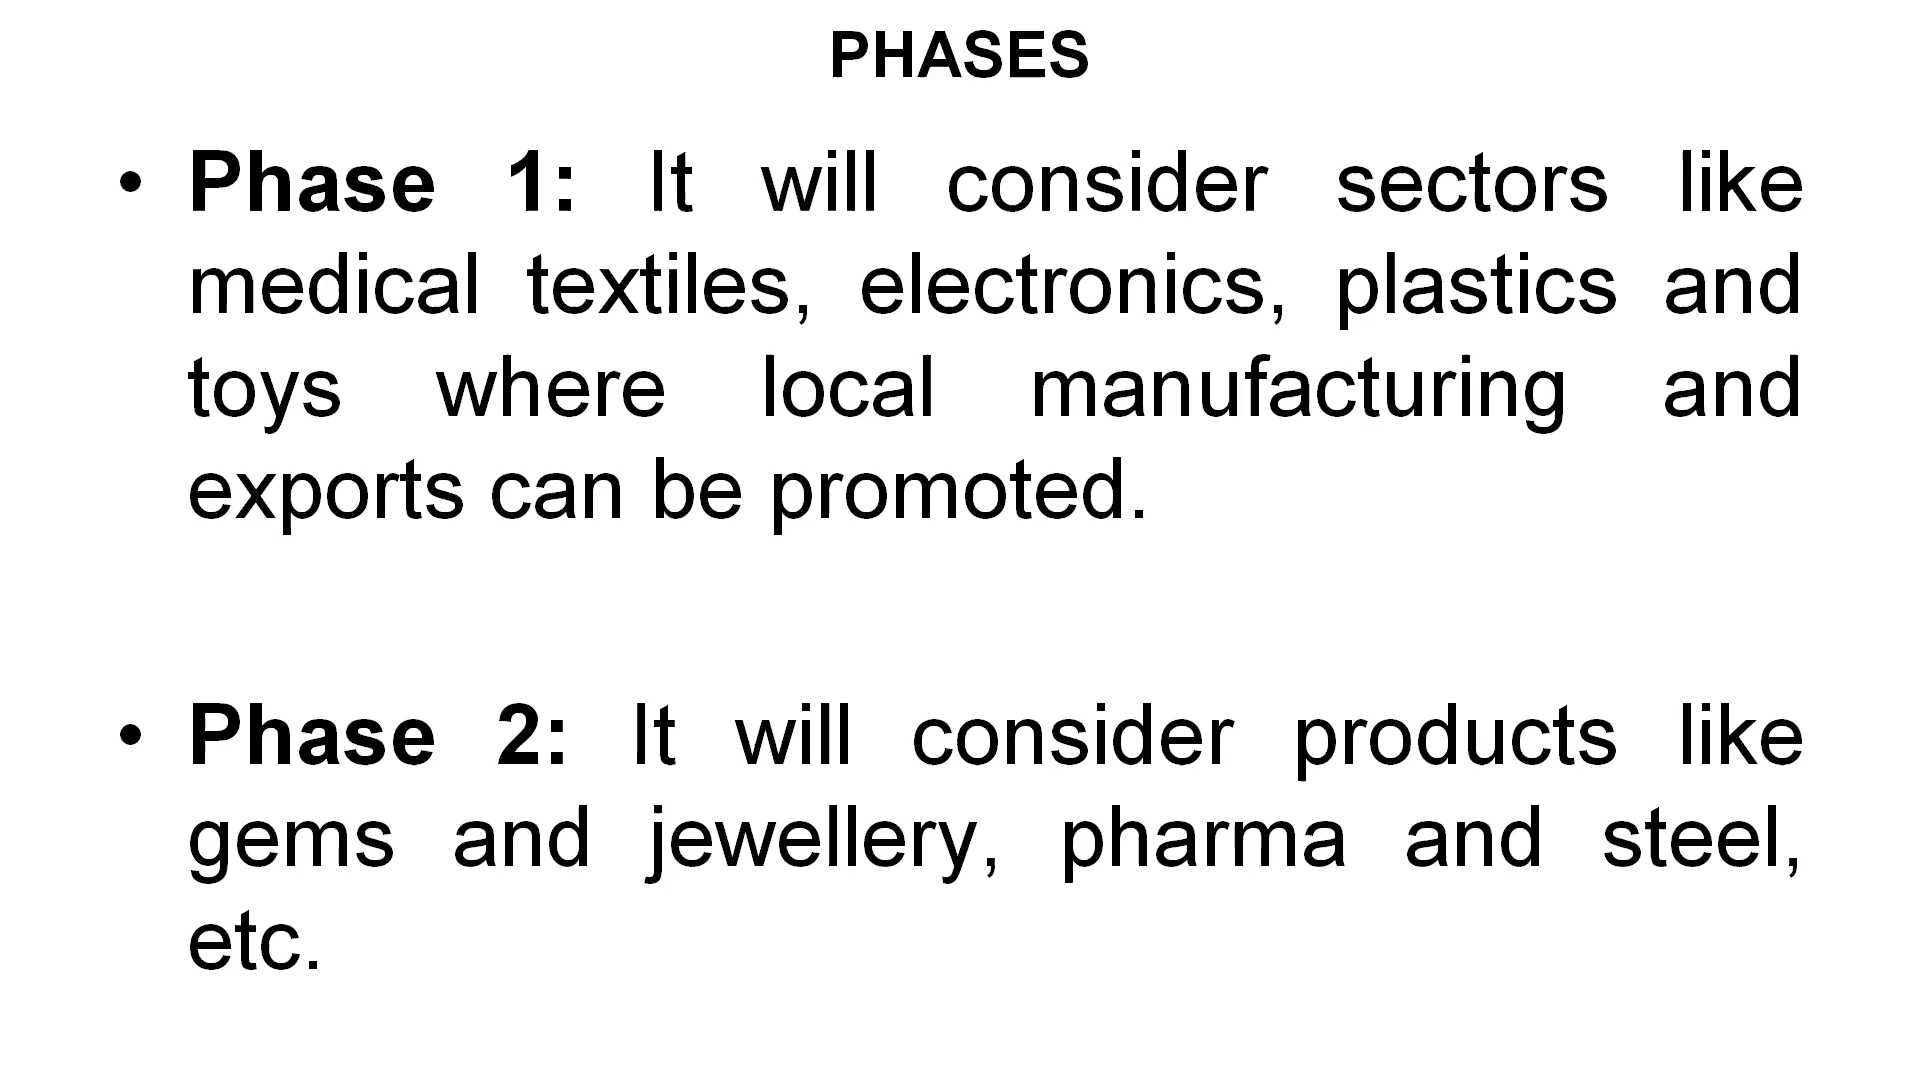 PHASES
• Phase 1: It will consider sectors like
medical textiles, electronics, plastics and
toys where local manufacturing and
exports can be promoted.
• Phase 2: It will consider products like
gems and jewellery, pharma and steel,
etc.